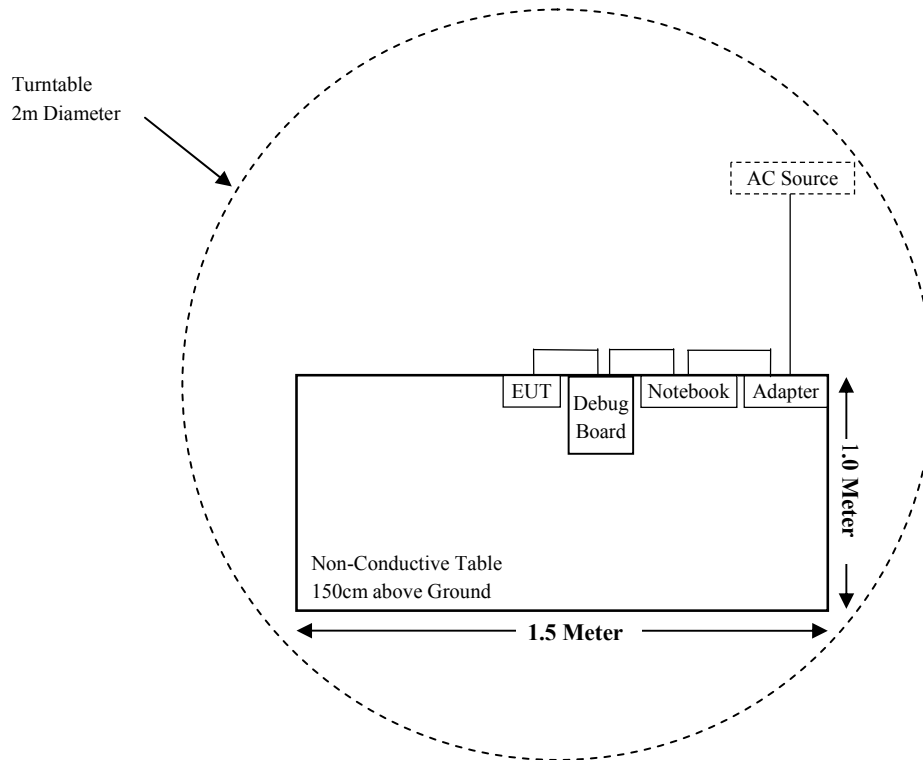 Turntable
2m Diameter
AC Source
EUT
Debug
Board
Notebook
Adapter
1.0 Meter
Non-Conductive Table
150cm above Ground
1.5 Meter